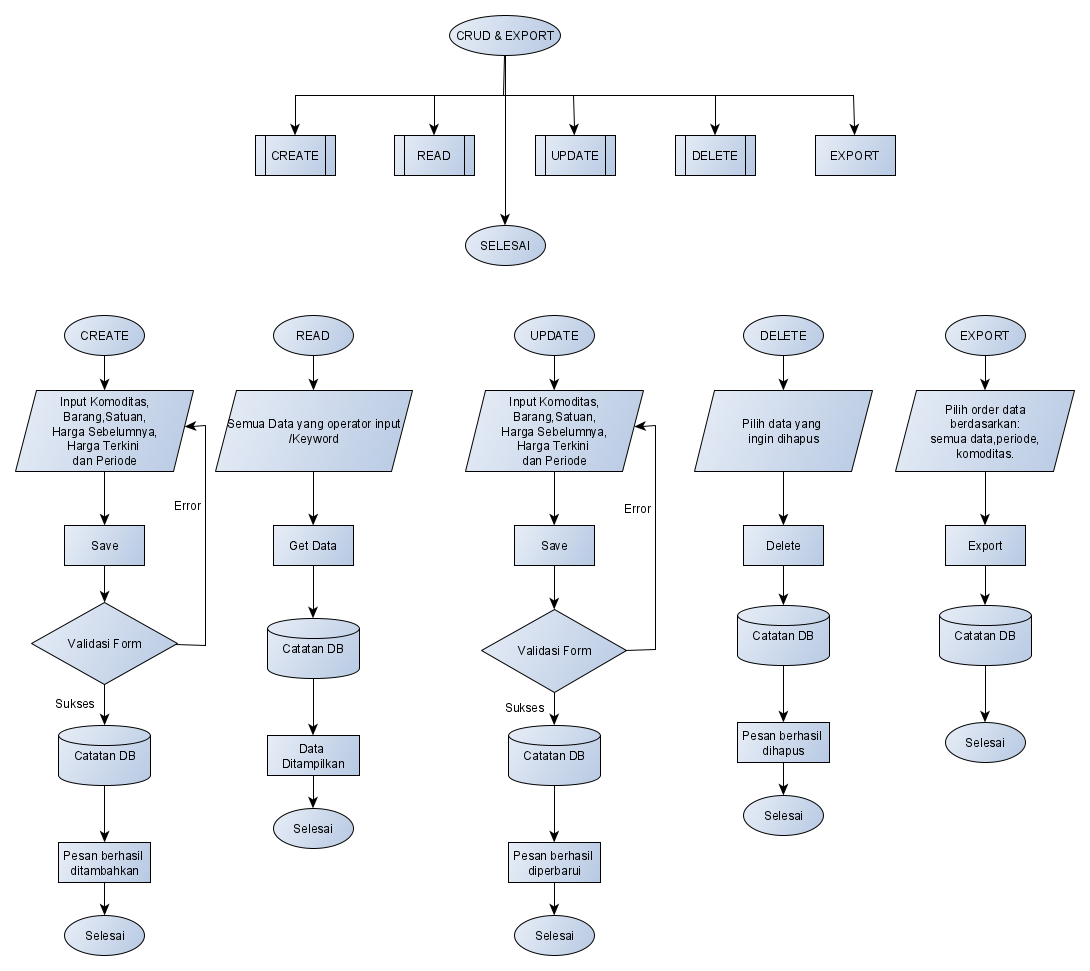 CRUD & EXPORT
CREATE
READ
UPDATE
DELETE
EXPORT
SELESAI
CREATE
Input Komoditas,
Barang,Satuan,
Harga Sebelumnya,
Harga Terkini
dan Periode
Error
Save
Validasi Form
Sukses
Catatan DB
Pesan berhasil
ditambahkan
Selesai
READ
Semua Data yang operator input
/Keyword
Get Data
Catatan DB
Data
Ditampilkan
Selesai
UPDATE
Input Komoditas,
Barang,Satuan,
Harga Sebelumnya,
Harga Terkini
dan Periode
Error
Save
Validasi Form
Sukses
Catatan DB
Pesan berhasil
diperbarui
Selesai
DELETE
Pilih data yang
ingin dihapus
Delete
Catatan DB
Pesan berhasil
dihapus
Selesai
EXPORT
Pilih order data
berdasarkan:
semua data,periode,
komoditas.
Export
Catatan DB
Selesai